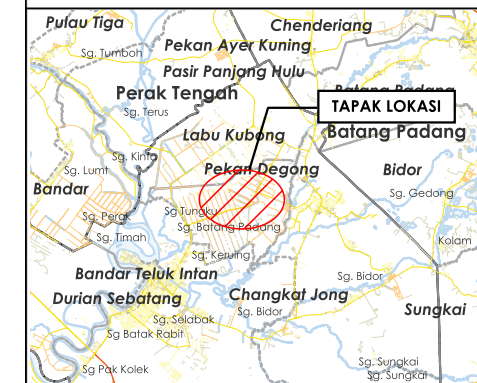 Pulau Tiga
Chenderiang
Sg. Tumboh
Pekan Ayer Kuning
Pasir Panjang Hulu
Perak Tengah
Batang Padang
TAPAK LOKASI
Sg. Terus
Labu Kubong
Batang Padang
Sg. Kinta
Sg. Lumt
Pekan Degong
Bidor
Bandar
Sg. Gedong
Sg. Perak
Sg Tungku
Sg. Batang Padang
Sg. Timah
Kolam
Sg. Keruing
Bandar Teluk Intan
Sg. Bidor
Durian Sebatang
Changkat Jong
Sg. Bidor
Sungkai
Sg. Selabak
Sg Batak Rabit
Sg Pak Kolek
Sg. Sungkai
Sg. Sungkai